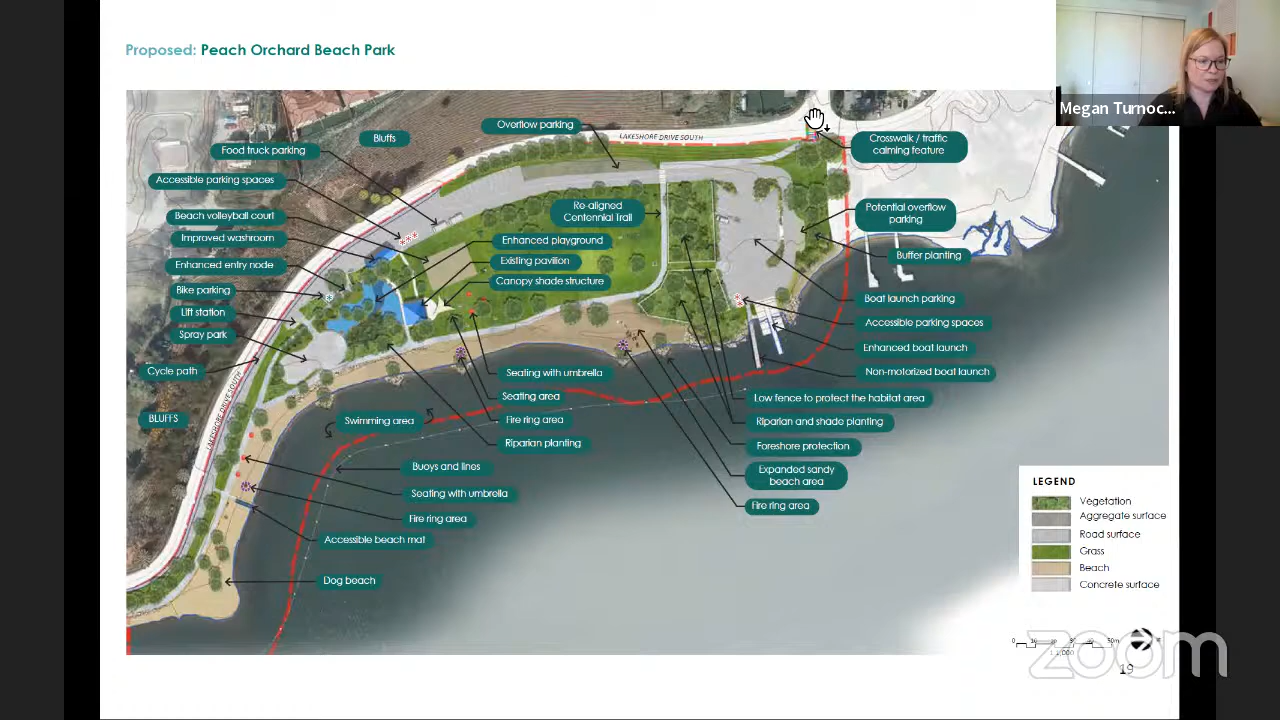 Proposed: Peach Orchard Beach Park
Megan Turnoc...
Bluffs
Overflow parking
LAKESHORE DRIVE SOUTH
Crosswalk / traffic
calming feature
Food truck parking
Accessible parking spaces
Beach volleyball court
Improved washroom
Enhanced entry node
Bike parking
Lift station
Spray park
Cycle path
BLUFFS
LAKESHORE DRIVE SOUTH
Re-aligned
Centennial Trail
Enhanced playground
Existing pavilion
Canopy shade structure
Potential overflow
parking
Buffer planting
Boat launch parking
Accessible parking spaces
Enhanced boat launch
Non-motorized boat launch
Seating with umbrella
Seating area
Fire ring area
Riparian planting
Swimming area
Buoys and lines
Seating with umbrella
Fire ring area
Accessible beach mat
Dog beach
Low fence to protect the habitat area
Riparian and shade planting
Foreshore protection
Expanded sandy
beach area
Fire ring area
LEGEND
Vegetation
Aggregate surface
Road surface
Grass
Beach
Concrete surface
zoom
19